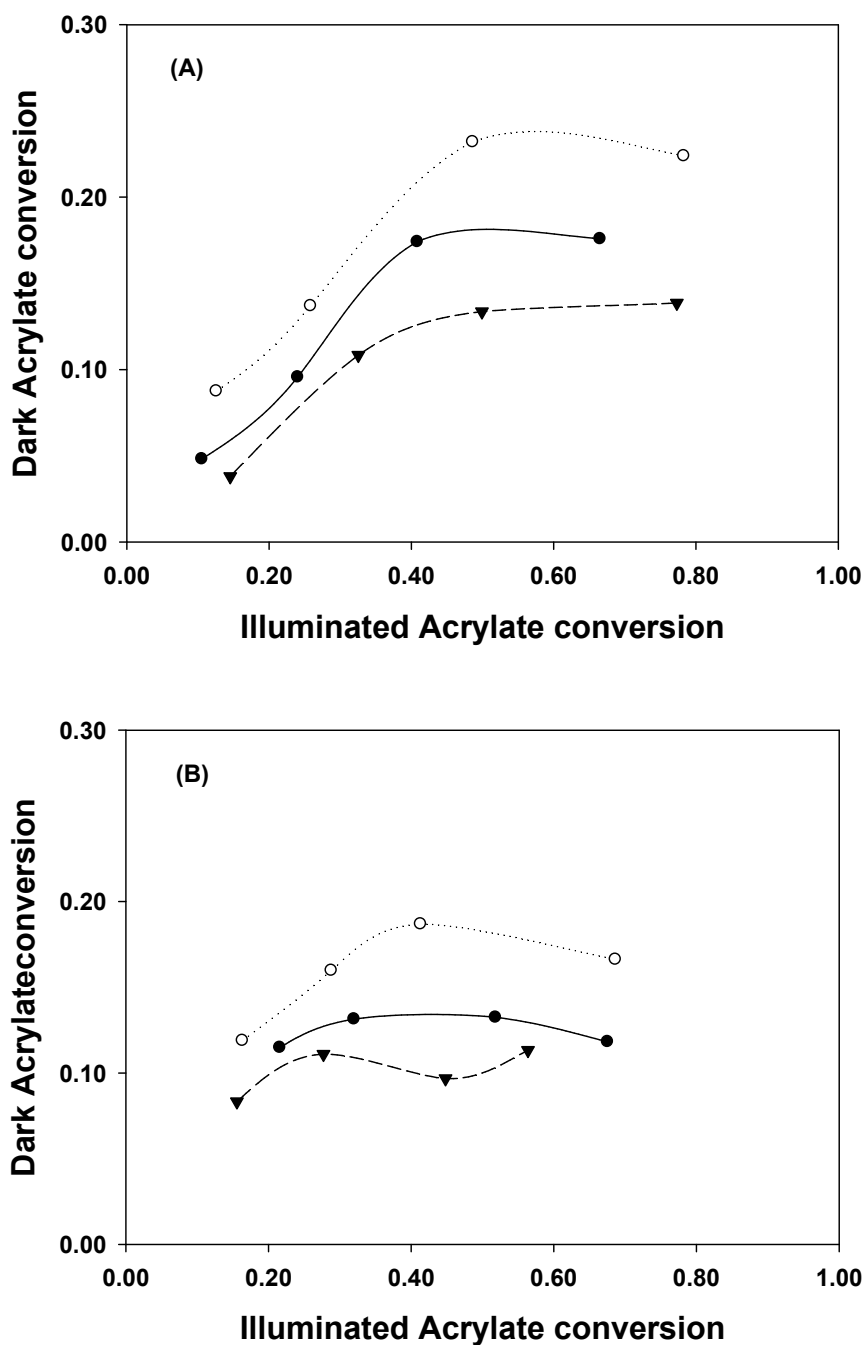 (A)
Dark Acrylate conversion
0.30
0.20
0.10
0.00
0.00 0.20 0.40 0.60 0.80 1.00
Illuminated Acrylate conversion
(B)
Dark Acrylateconversion
0.30
0.20
0.10
0.00
0.00 0.20 0.40 0.60 0.80 1.00
Illuminated Acrylate conversion